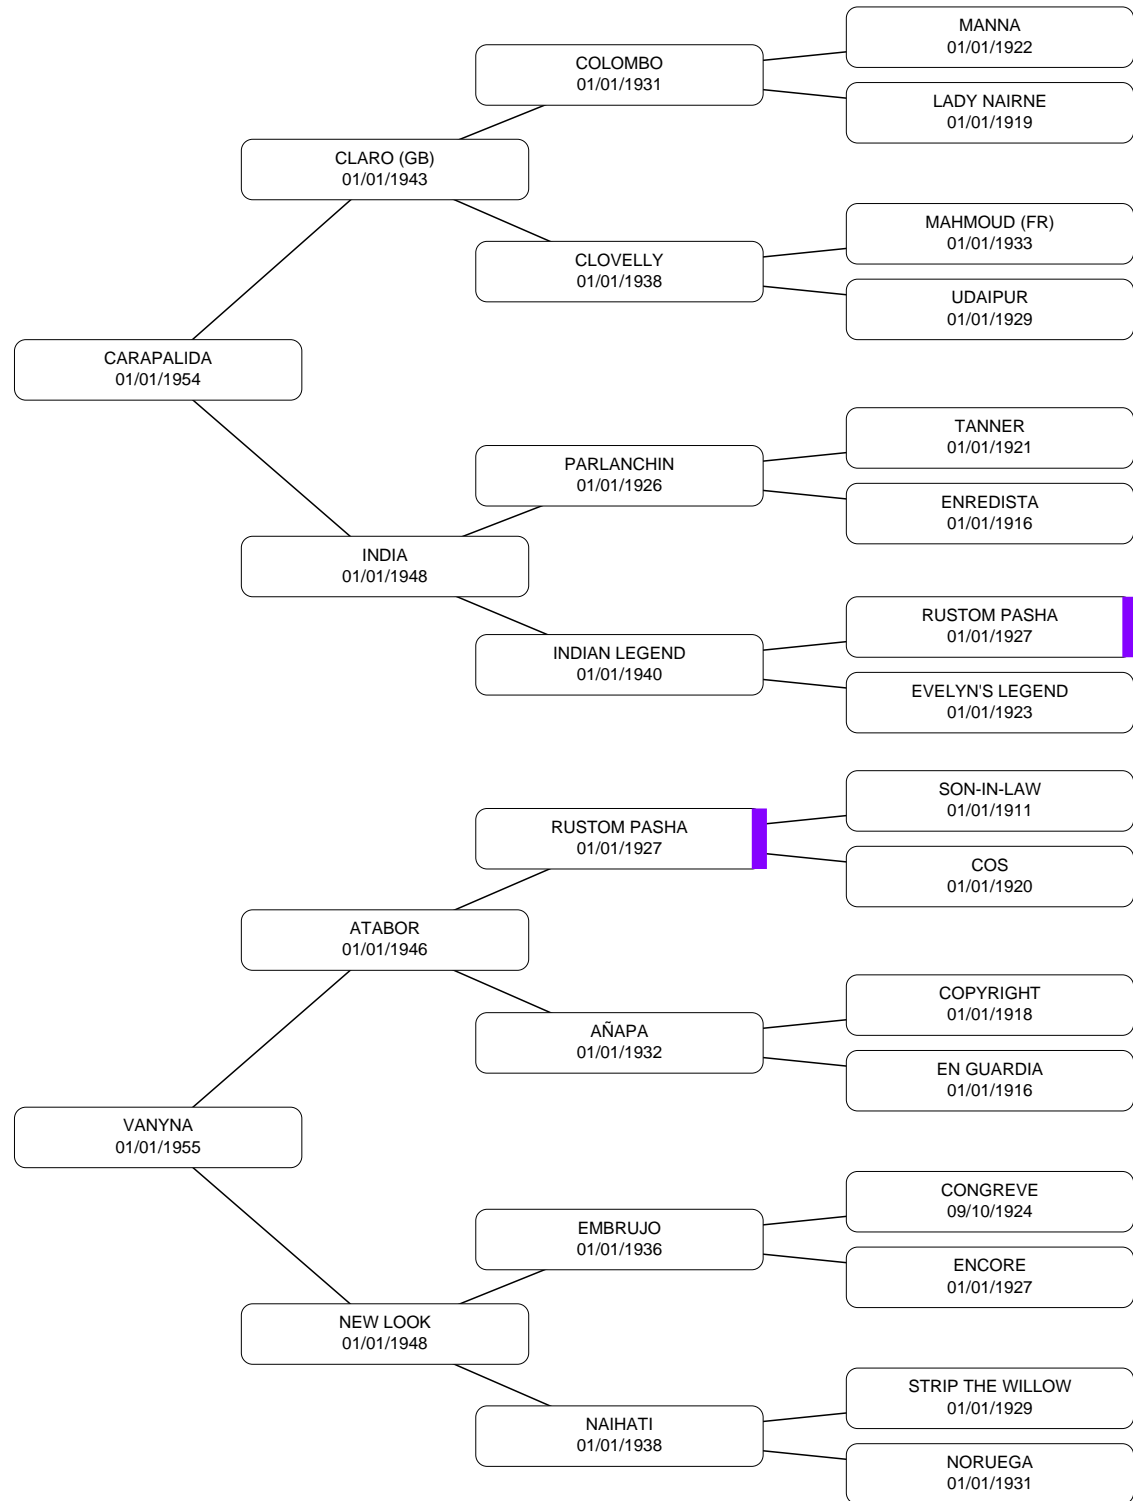 MANNA
01/01/1922
COLOMBO
01/01/1931
LADY NAIRNE
01/01/1919
CLARO (GB)
01/01/1943
MAHMOUD (FR)
01/01/1933
CLOVELLY
01/01/1938
UDAIPUR
01/01/1929
CARAPALIDA
01/01/1954
TANNER
01/01/1921
PARLANCHIN
01/01/1926
ENREDISTA
01/01/1916
INDIA
01/01/1948
RUSTOM PASHA
01/01/1927
INDIAN LEGEND
01/01/1940
EVELYN'S LEGEND
01/01/1923
SON-IN-LAW
01/01/1911
RUSTOM PASHA
01/01/1927
COS
01/01/1920
ATABOR
01/01/1946
COPYRIGHT
01/01/1918
AÑAPA
01/01/1932
EN GUARDIA
01/01/1916
VANYNA
01/01/1955
CONGREVE
09/10/1924
EMBRUJO
01/01/1936
ENCORE
01/01/1927
NEW LOOK
01/01/1948
STRIP THE WILLOW
01/01/1929
NAIHATI
01/01/1938
NORUEGA
01/01/1931